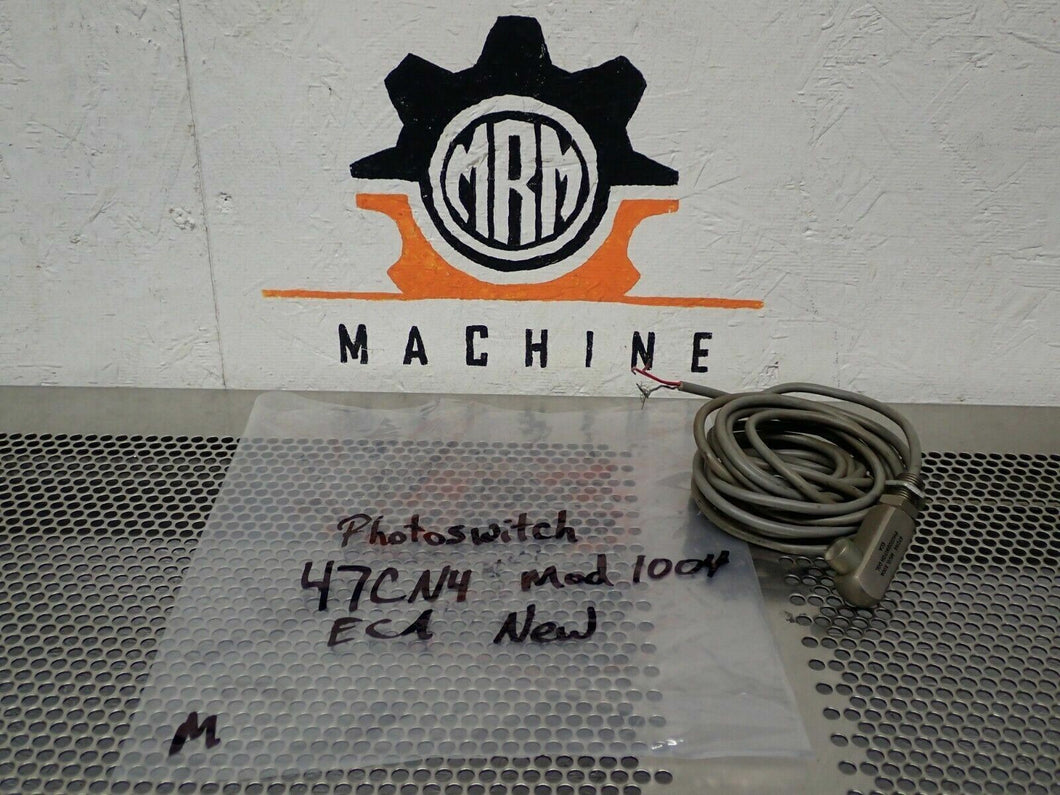 MRM
MACHINE
Photoswitch
47CN4 Mod 1004
ECA New
M